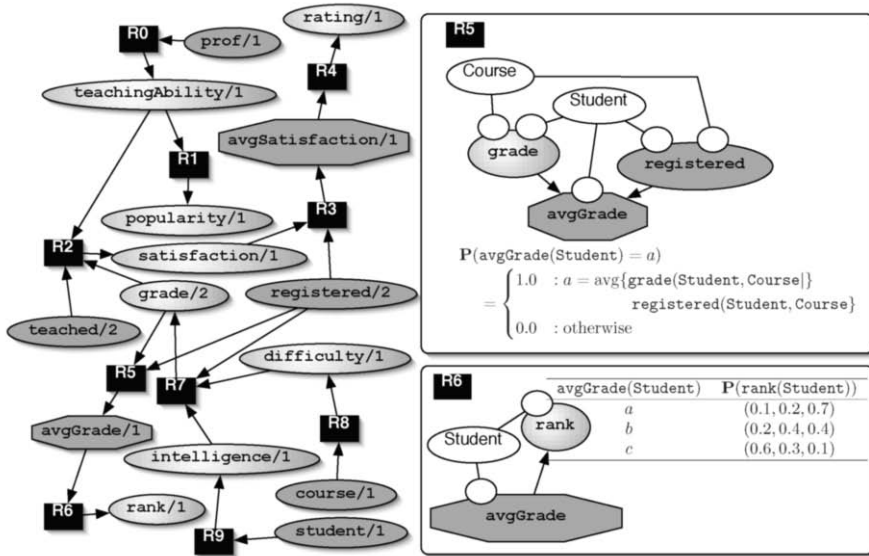 R0
prof/1
teachingAbility/1
R1
popularity/1
R2
satisfaction/1
grade/2
teached/2
R5
avgGrade/1
R6
rank/1
rating/1
R4
avgSatisfaction/1
R3
registered/2
difficulty/1
R7
R8
intelligence/1
course/1
R9
student/1
R5
Course
Student
grade
registered
avgGrade
P(avgGrade(Student) = a)
= { 1.0 : a = avg{grade(Student, Course|}
registered(Student, Course}
0.0 : otherwise
R6
avgGrade(Student) P(rank(Student))
a (0.1, 0.2, 0.7)
b (0.2, 0.4, 0.4)
c (0.6, 0.3, 0.1)
rank
Student
avgGrade